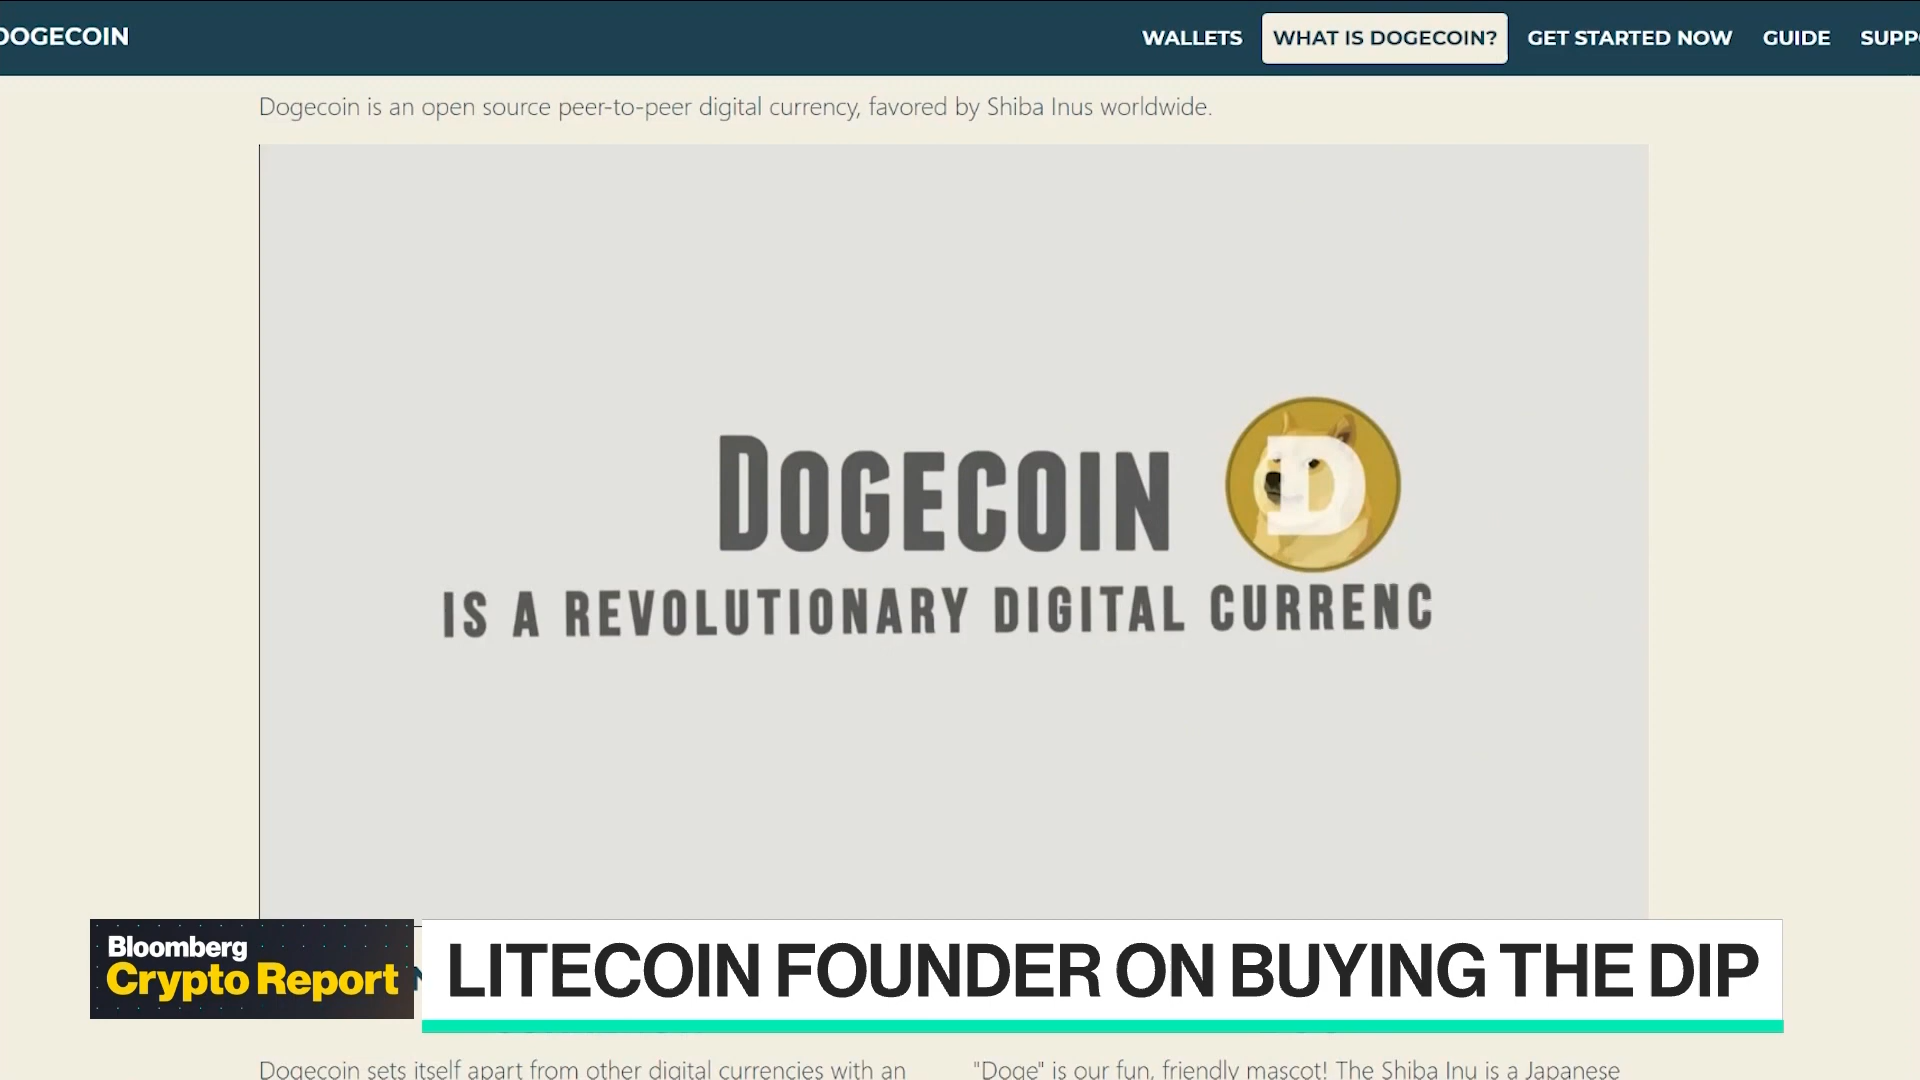 DOGECOIN
WALLETS WHAT IS DOGECOIN? GET STARTED NOW GUIDE
Dogecoin is an open source peer-to-peer digital currency, favored by Shiba Inus worldwide.
DOGECOIN D
IS A REVOLUTIONARY DIGITAL CURRENC
Bloomberg
Crypto Report
LITECOIN FOUNDER ON BUYING THE DIP
Dogecoin sets itself apart from other digital currencies with an
"Doge" is our fun, friendly mascot! The Shiba Inu is a Japanese